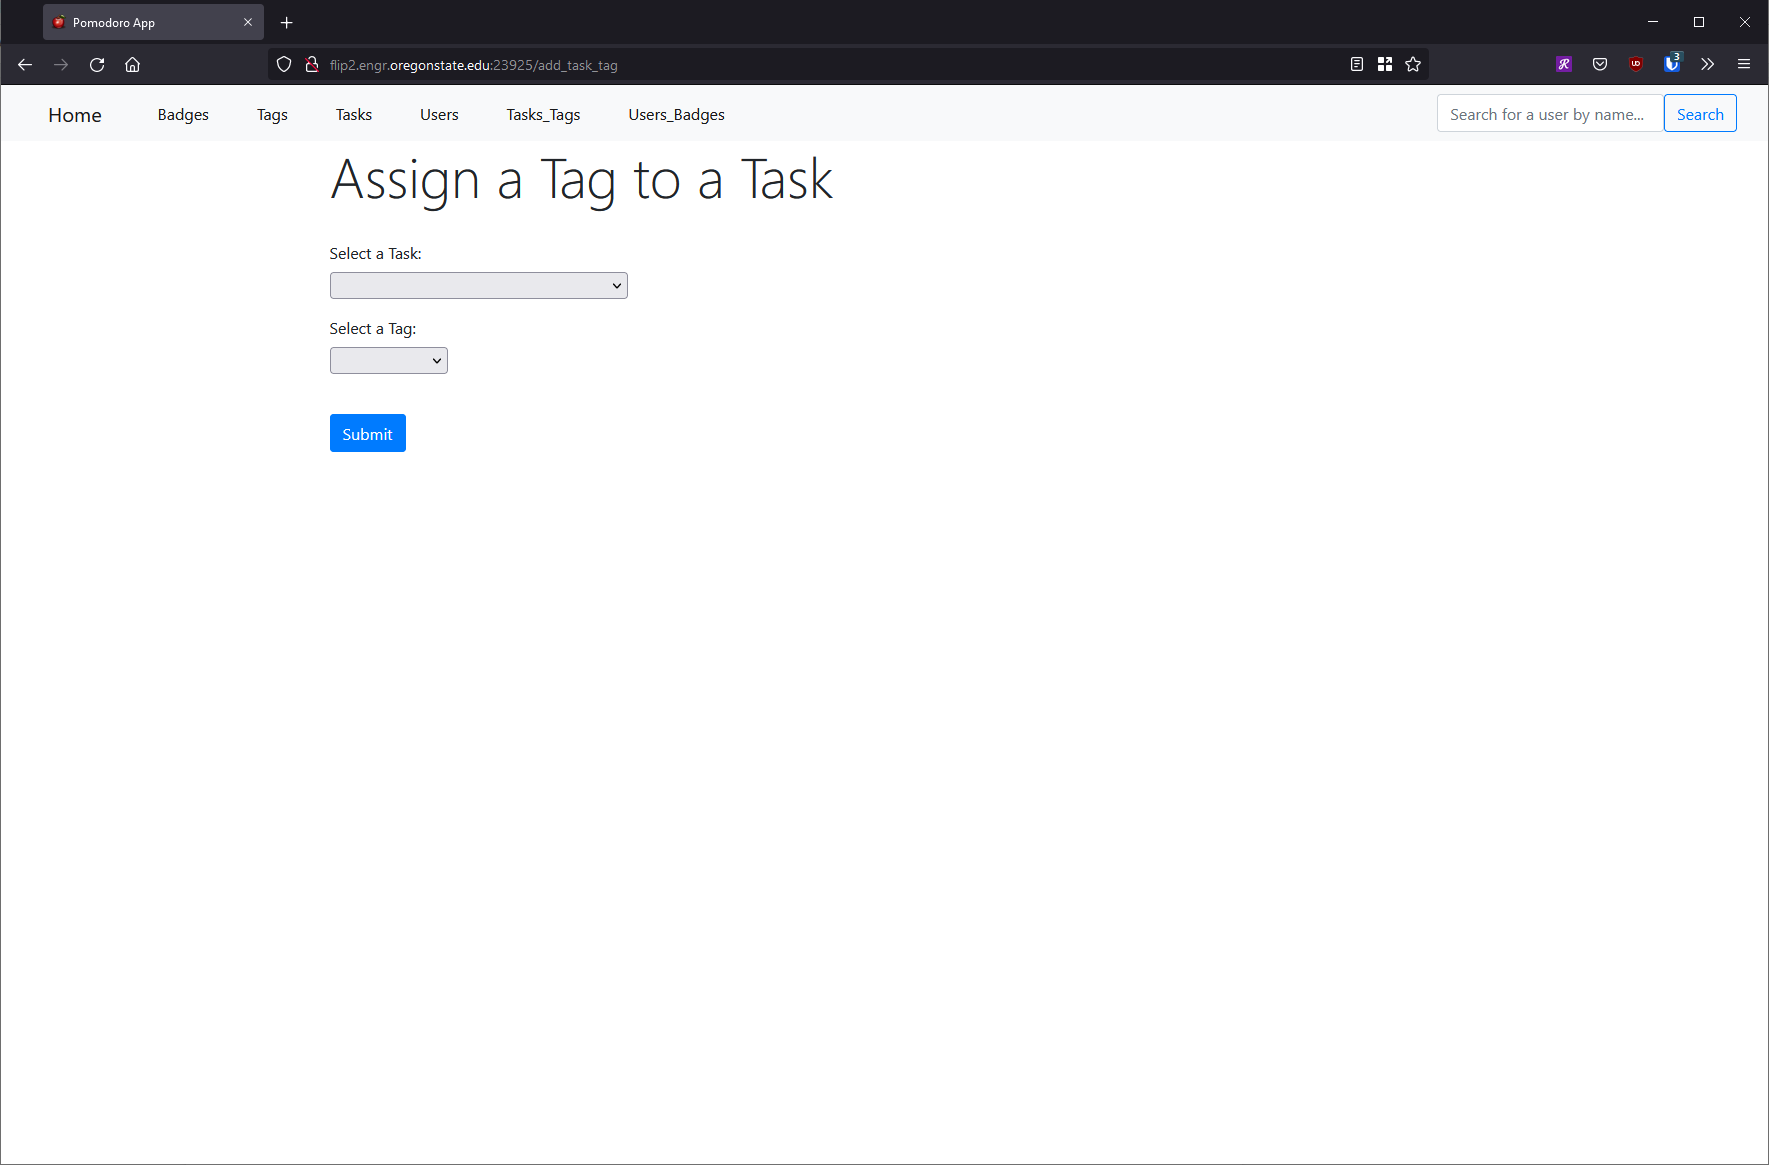 Pomodoro App
flip2.engr.oregonstate.edu:23925/add_task_tag
3
Home Badges Tags Tasks Users Tasks_Tags Users_Badges Search for a user by name... Search
Assign a Tag to a Task
Select a Task:
Select a Tag:
Submit